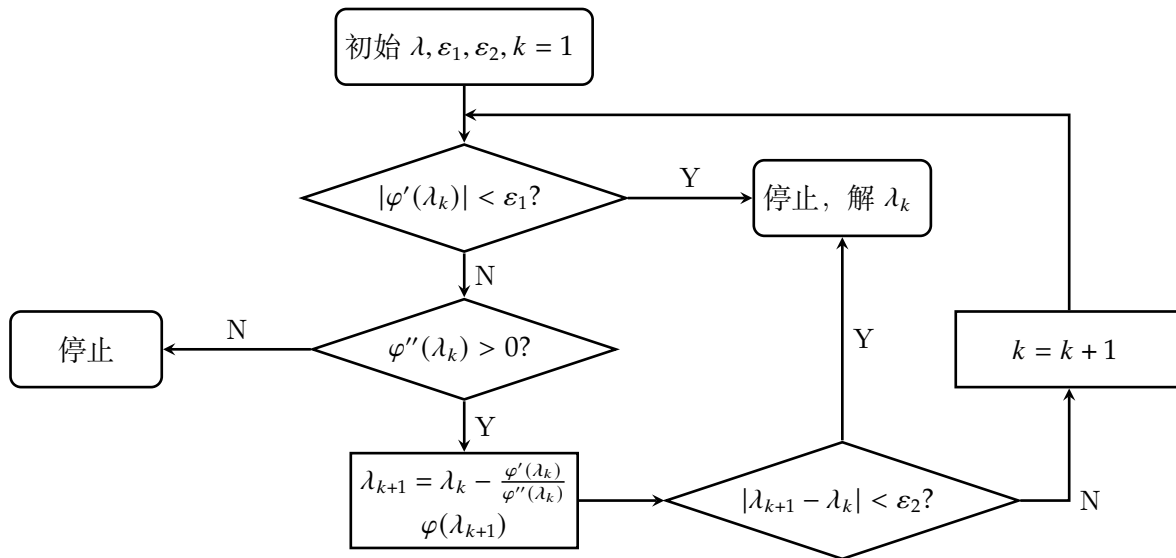 初始 λ, ε₁, ε₂, k = 1
|φ′(λₖ)| < ε₁?
Y
停止，解 λₖ
N
停止
N
φ′′(λₖ) > 0?
Y
k = k + 1
Y
λₖ₊₁ = λₖ − φ′(λₖ)/φ′′(λₖ)
φ(λₖ₊₁)
|λₖ₊₁ − λₖ| < ε₂?
N